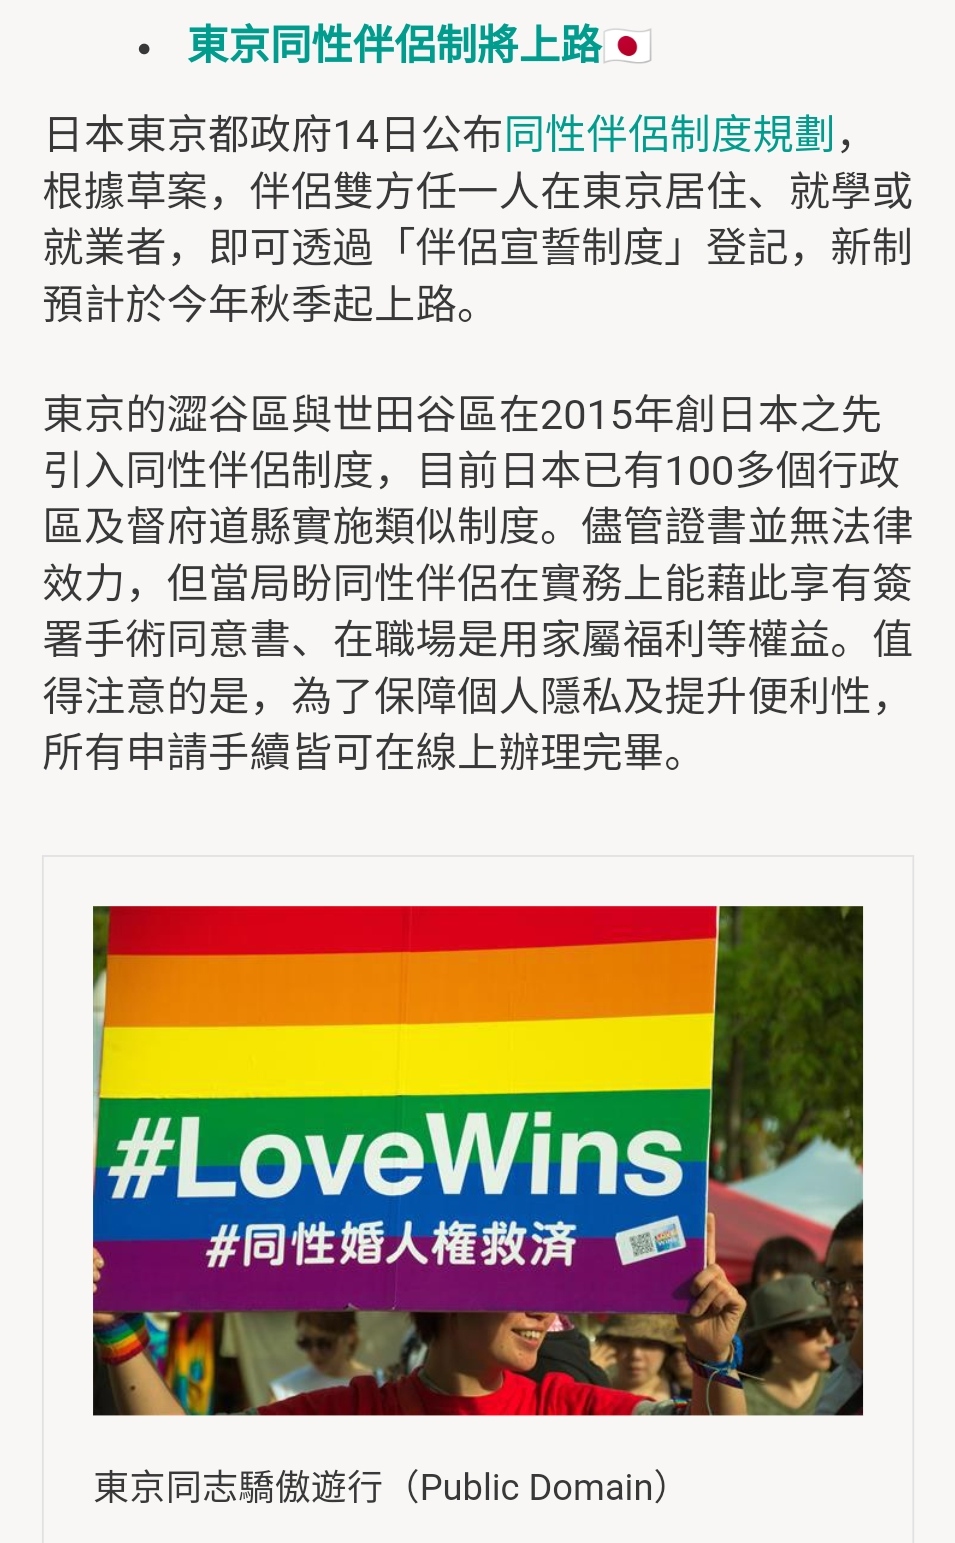 • 東京同性伴侶制將上路🇯🇵
日本東京都政府14日公布同性伴侶制度規劃，
根據草案，伴侶雙方任一人在東京居住、就學或
就業者，即可透過「伴侶宣誓制度」登記，新制
預計於今年秋季起上路。
東京的澀谷區與世田谷區在2015年創日本之先
引入同性伴侶制度，目前日本已有100多個行政
區及督府道縣實施類似制度。儘管證書並無法律
效力，但當局盼同性伴侶在實務上能藉此享有簽
署手術同意書、在職場是用家屬福利等權益。值
得注意的是，為了保障個人隱私及提升便利性，
所有申請手續皆可在線上辦理完畢。
#LoveWins
#同性婚人権救済
東京同志驕傲遊行（Public Domain）